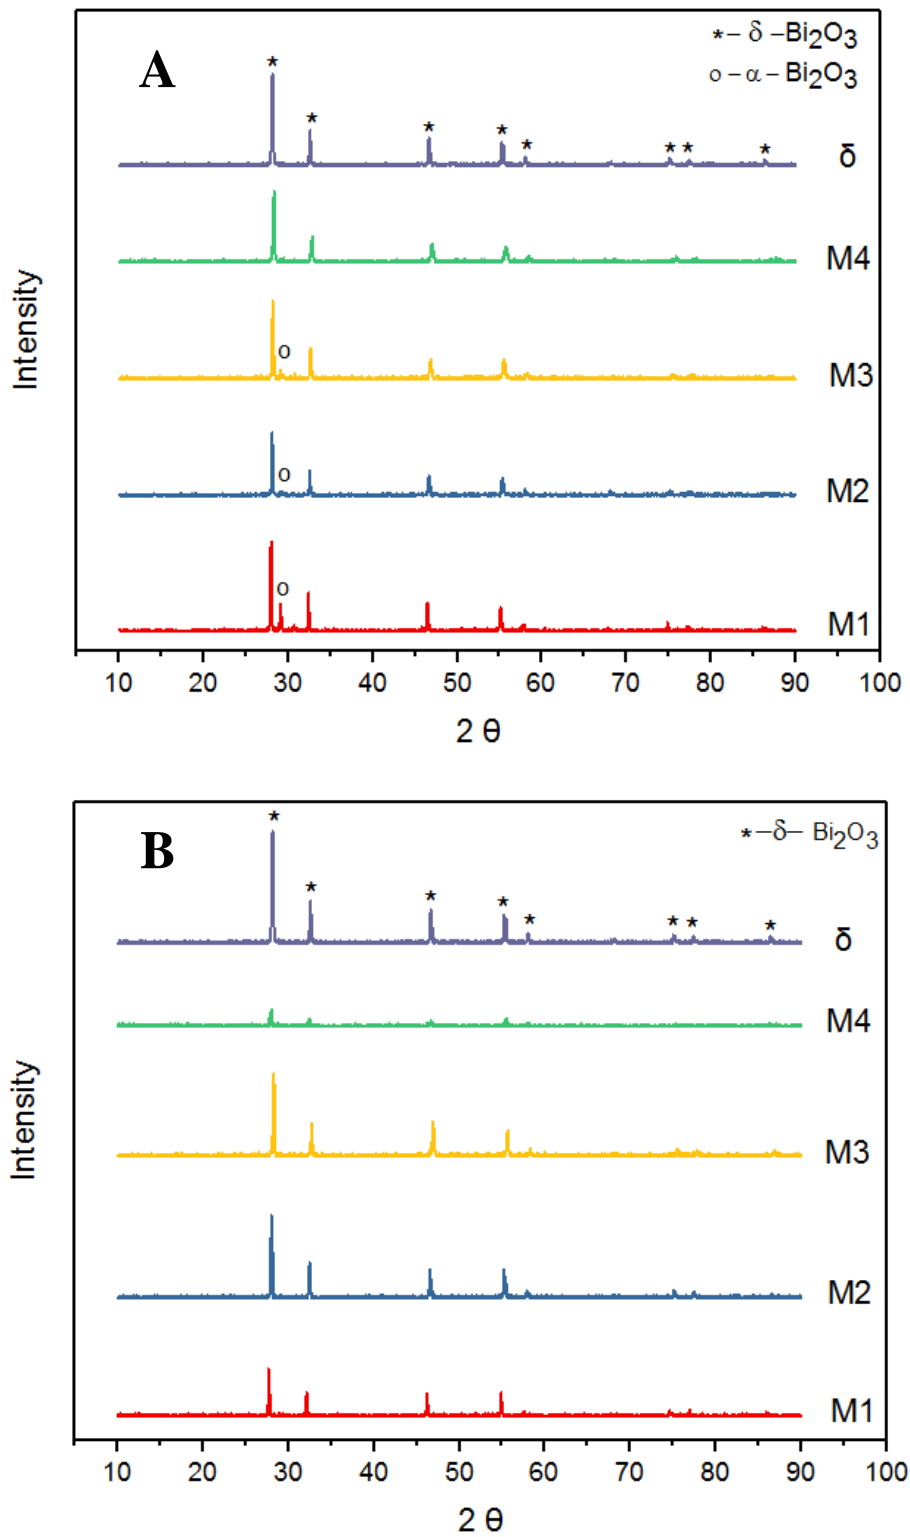 A
*– δ –Bi₂O₃
o – α – Bi₂O₃
* * * * * * * *
δ
M4
o
M3
o
M2
o
M1
Intensity
10 20 30 40 50 60 70 80 90 100
2 θ
B
*–δ– Bi₂O₃
* * * * * * * *
δ
M4
M3
M2
M1
Intensity
10 20 30 40 50 60 70 80 90 100
2 θ